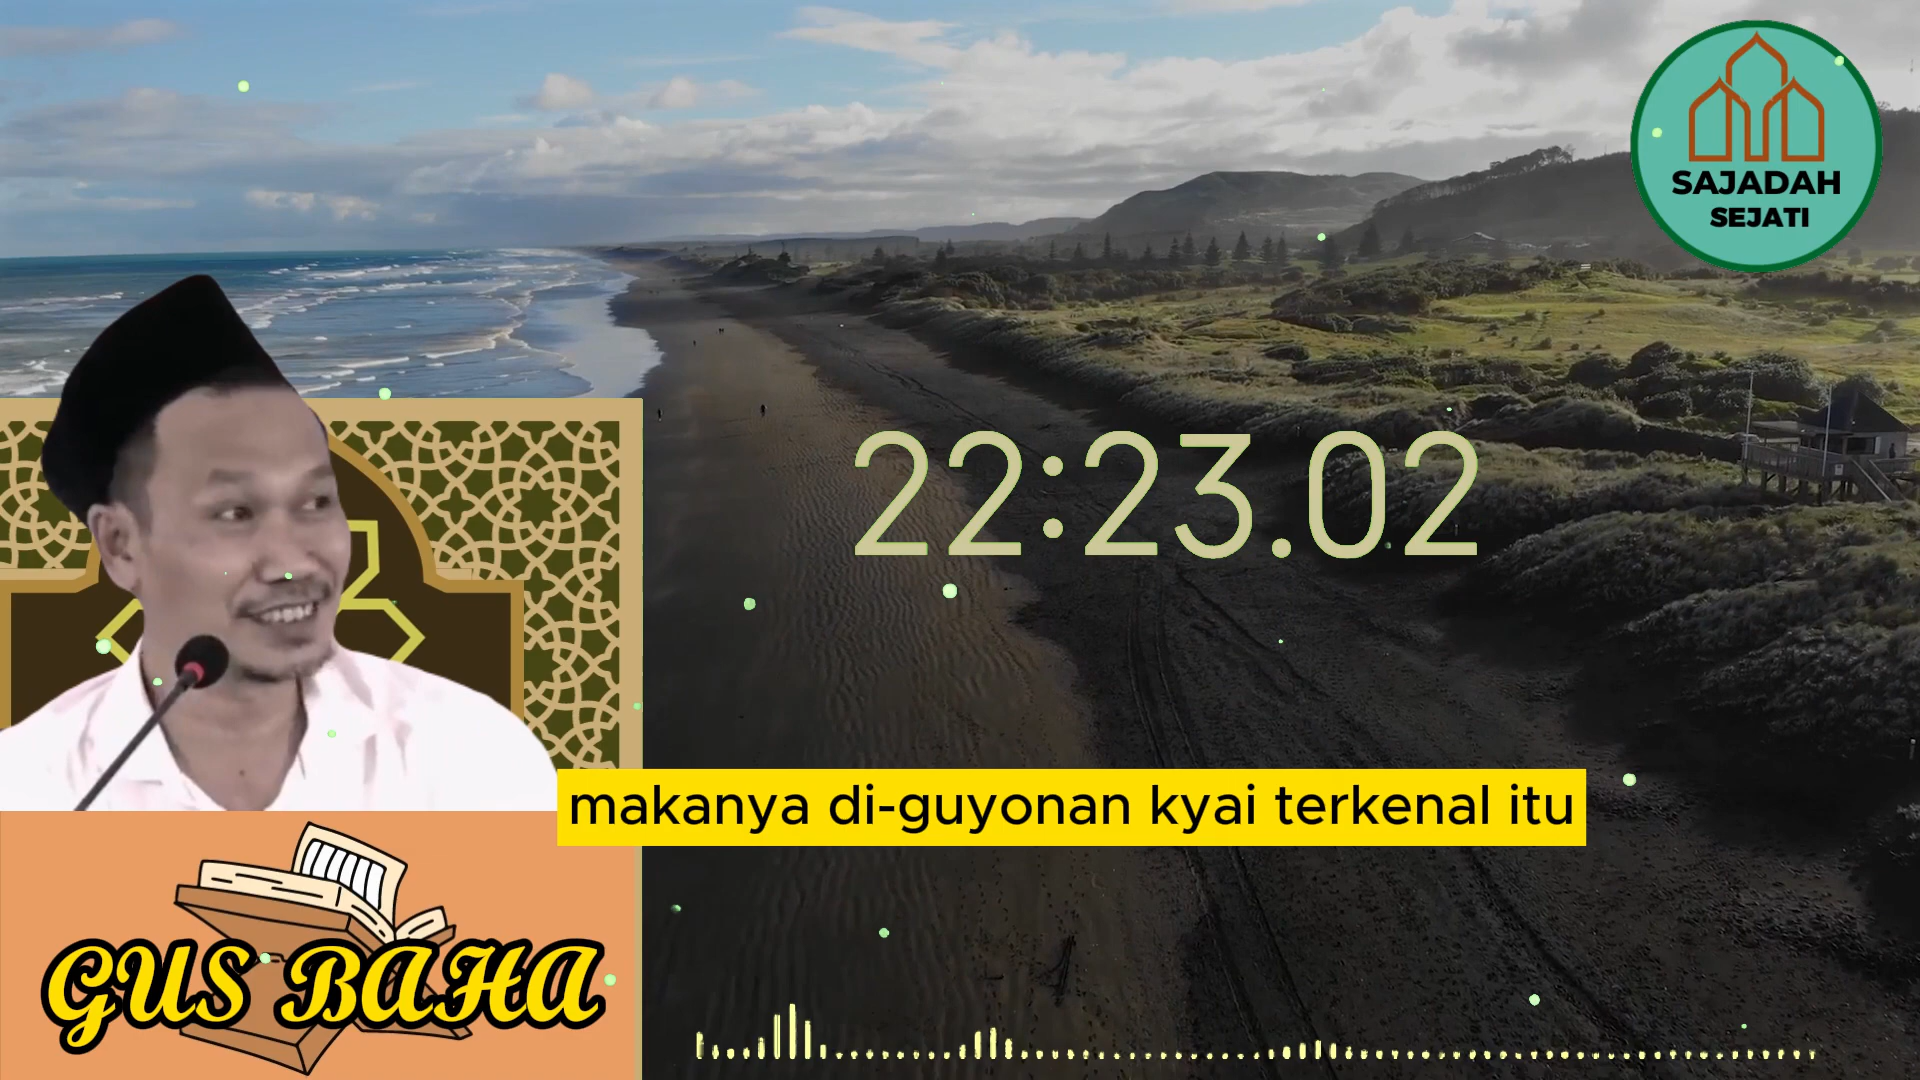 SAJADAH
SEJATI
22:23.02
makanya di-guyonan kyai terkenal itu
GUS BAHA